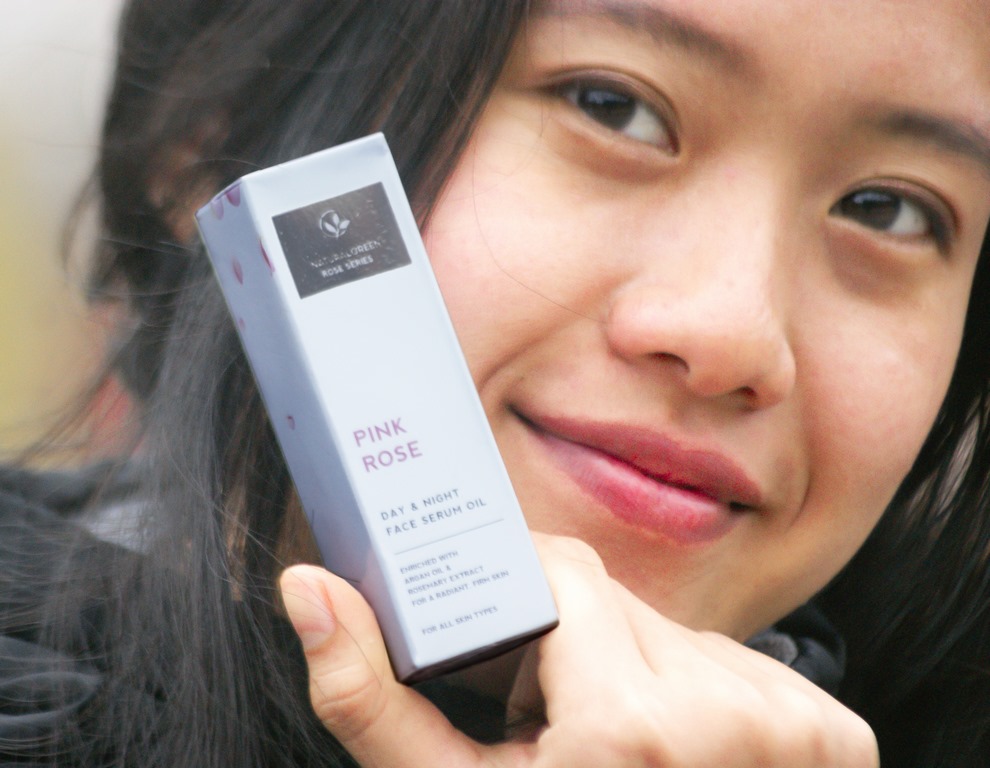 NATURALGREEN
ROSE SERIES
PINK
ROSE
DAY & NIGHT
FACE SERUM OIL
ENRICHED WITH
ARGAN OIL &
ROSEMARY EXTRACT
FOR A RADIANT, FIRM SKIN
FOR ALL SKIN TYPES